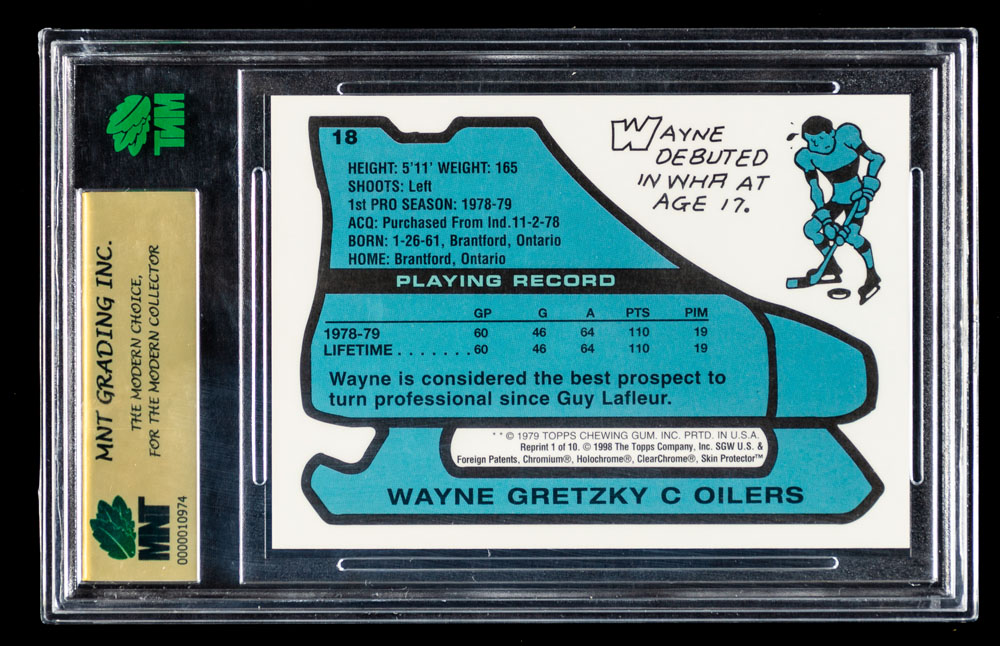 MNT
MNT GRADING INC.
THE MODERN CHOICE,
FOR THE MODERN COLLECTOR
MNT
0000010974
18
HEIGHT: 5'11' WEIGHT: 165
SHOOTS: Left
1st PRO SEASON: 1978-79
ACQ: Purchased From Ind.11-2-78
BORN: 1-26-61, Brantford, Ontario
HOME: Brantford, Ontario
WAYNE
DEBUTED
IN WHA AT
AGE 17.
PLAYING RECORD
GP G A PTS PIM
1978-79 60 46 64 110 19
LIFETIME . . . . . . . 60 46 64 110 19
Wayne is considered the best prospect to
turn professional since Guy Lafleur.
* * © 1979 TOPPS CHEWING GUM. INC. PRTD. IN U.S.A.
Reprint 1 of 10. © 1998 The Topps Company, Inc. SGW U.S. &
Foreign Patents, Chromium®, Holochrome®, ClearChrome®, Skin Protector™
WAYNE GRETZKY C OILERS